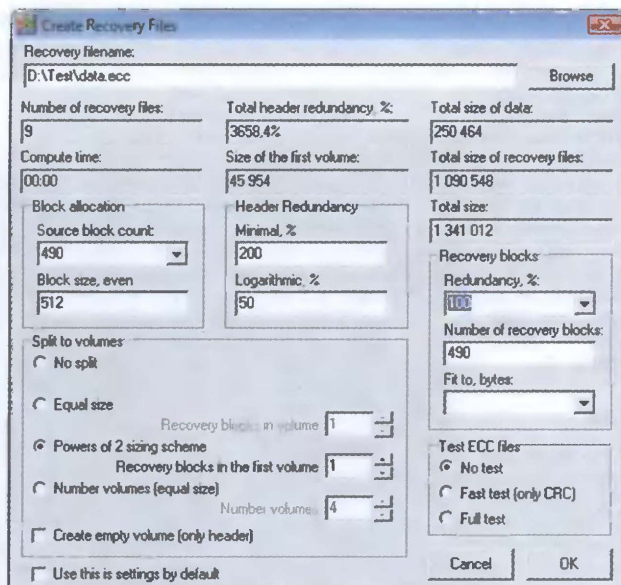 Create Recovery Files
Recovery filename:
D:\Test\data.ecc
Browse
Number of recovery files:
9
Total header redundancy, %:
3658,4%
Total size of data:
250 464
Compute time:
00:00
Size of the first volume:
45 954
Total size of recovery files:
1 090 548
Total size:
1 341 012
Block allocation
Source block count:
490
Block size, even
512
Header Redundancy
Minimal, %
200
Logarithmic, %
50
Recovery blocks
Redundancy, %:
100
Number of recovery blocks:
490
Fit to, bytes:
Split to volumes
No split
Equal size
Recovery blocks in volume 1
Powers of 2 sizing scheme
Recovery blocks in the first volume 1
Number volumes (equal size)
Number volumes 4
Create empty volume (only header)
Test ECC files
No test
Fast test (only CRC)
Full test
Use this is settings by default
Cancel
OK